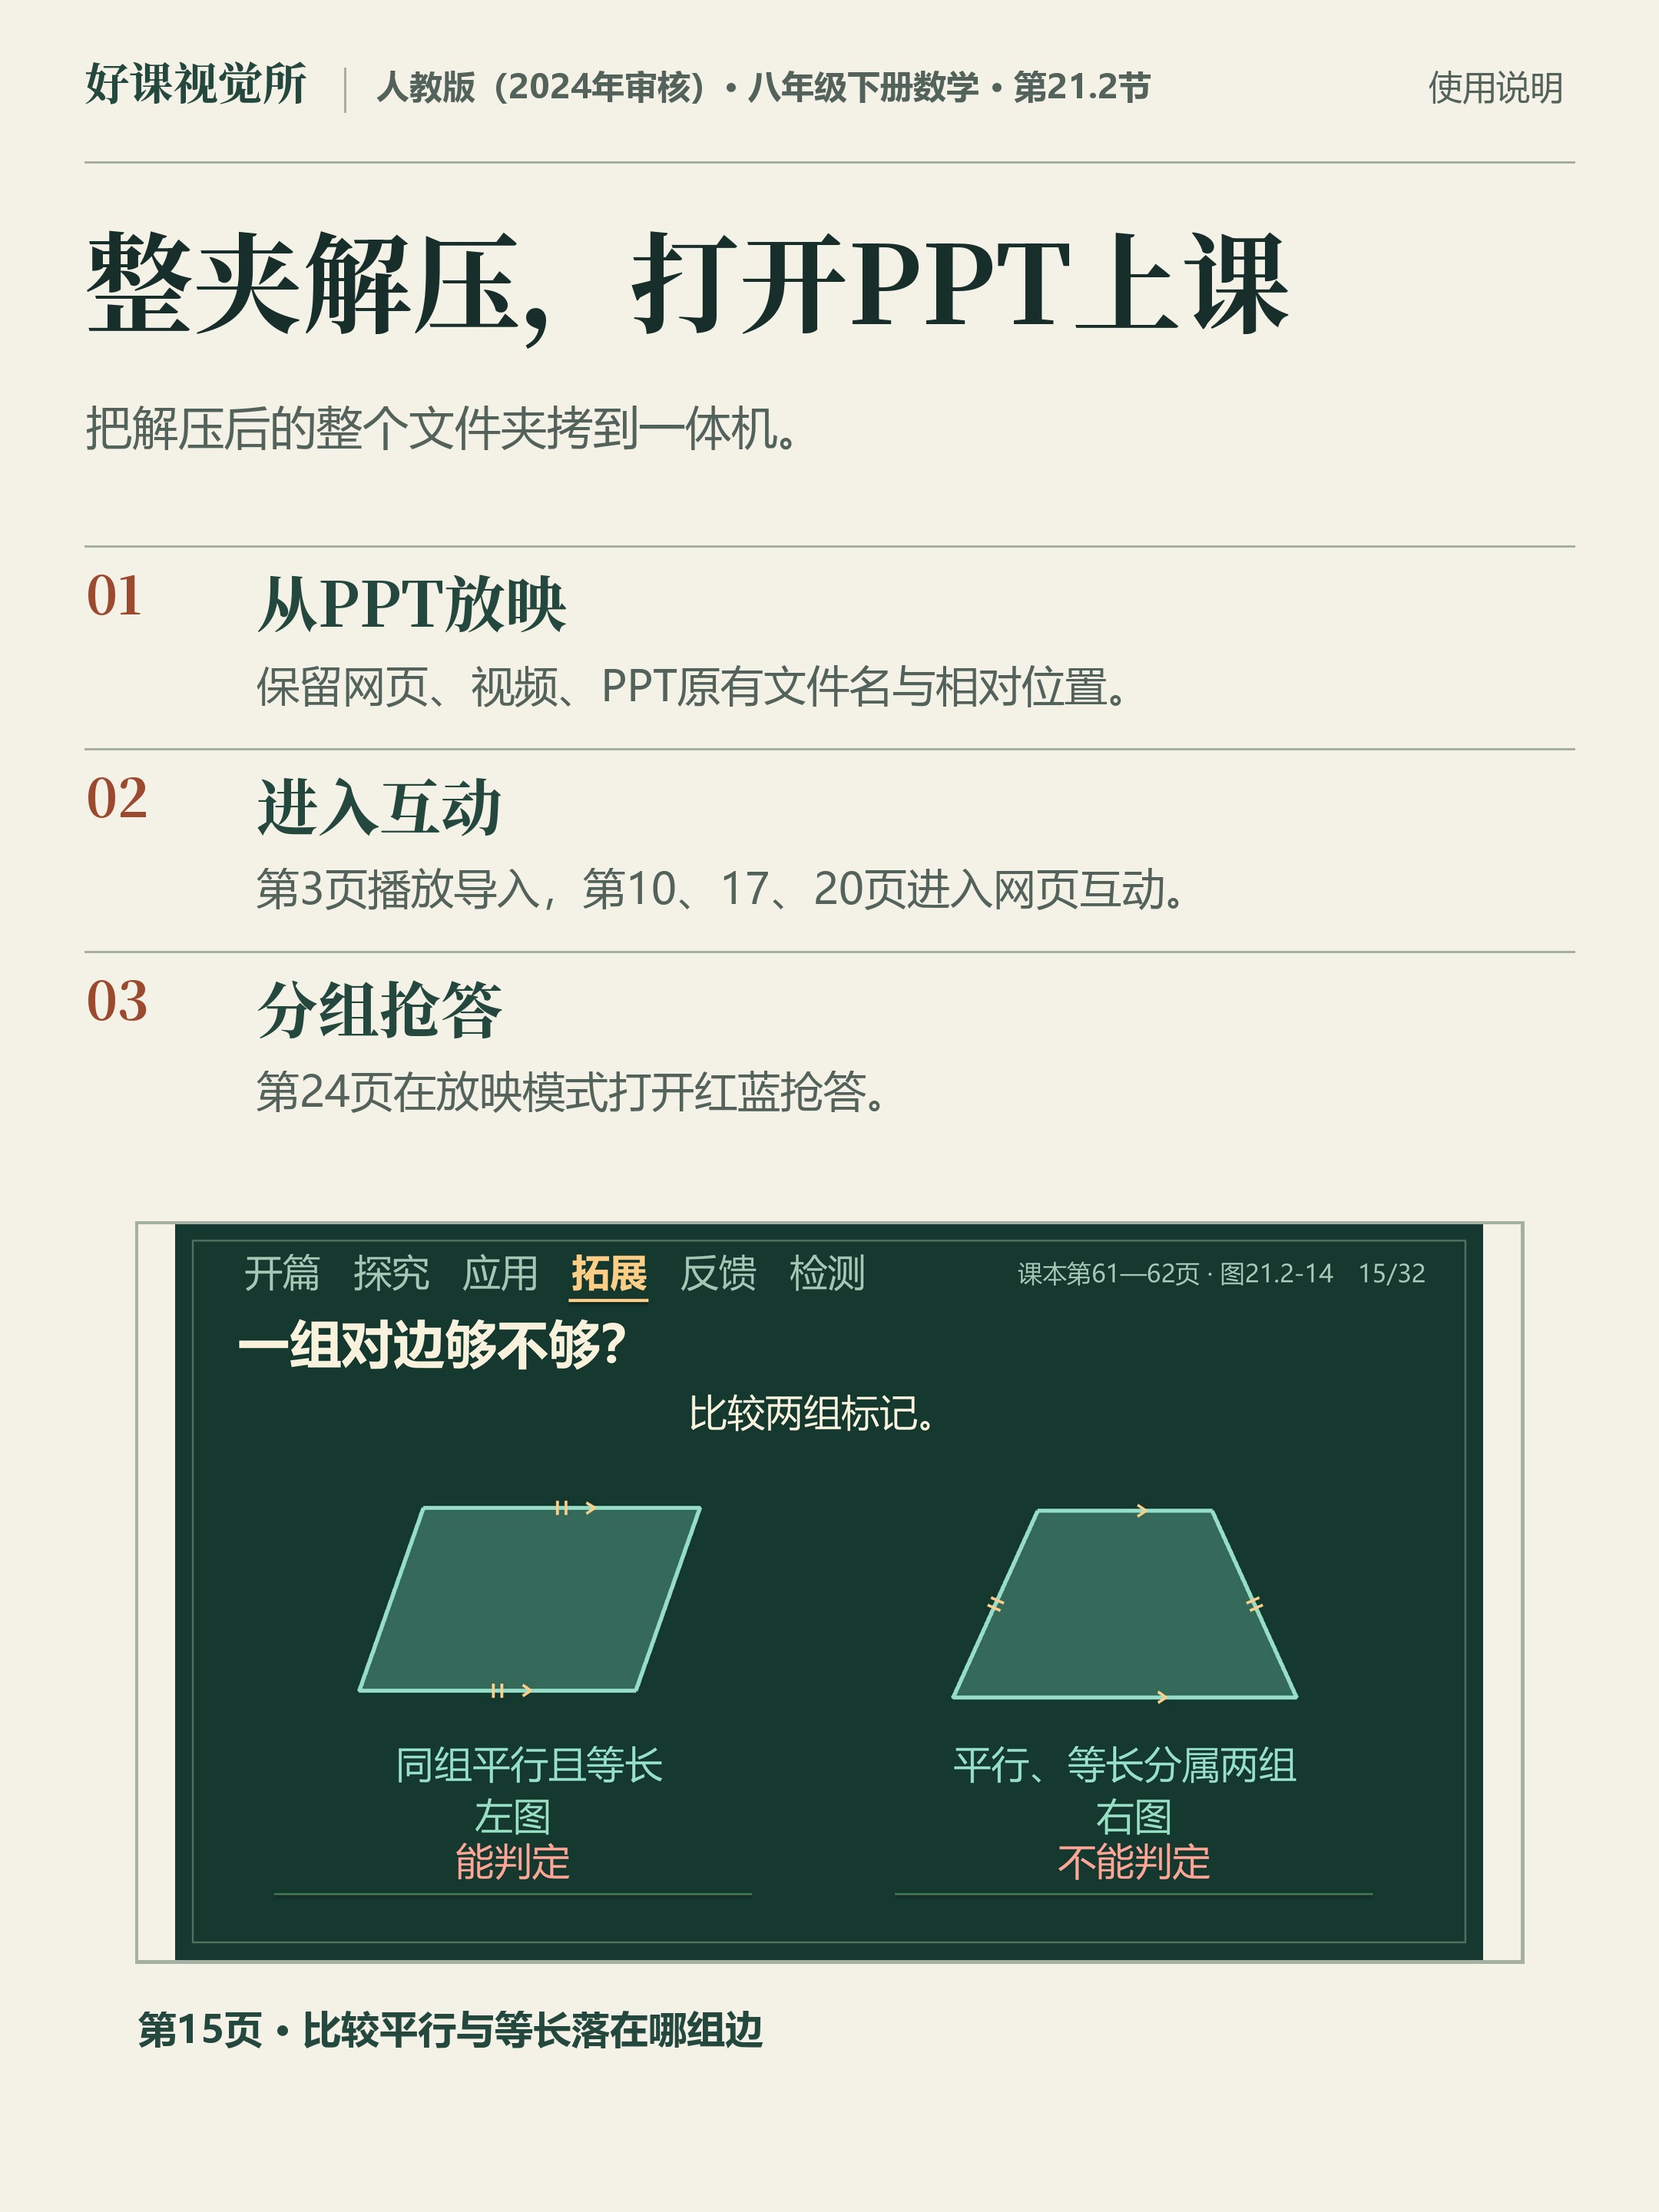 好课视觉所
人教版（2024年审核）• 八年级下册数学 • 第21.2节
使用说明
整夹解压，打开PPT上课
把解压后的整个文件夹拷到一体机。
01
从PPT放映
保留网页、视频、PPT原有文件名与相对位置。
02
进入互动
第3页播放导入，第10、17、20页进入网页互动。
03
分组抢答
第24页在放映模式打开红蓝抢答。
开篇 探究 应用 拓展 反馈 检测
课本第61—62页 · 图21.2-14 15/32
一组对边够不够？
比较两组标记。
同组平行且等长
左图
能判定
平行、等长分属两组
右图
不能判定
第15页 • 比较平行与等长落在哪组边